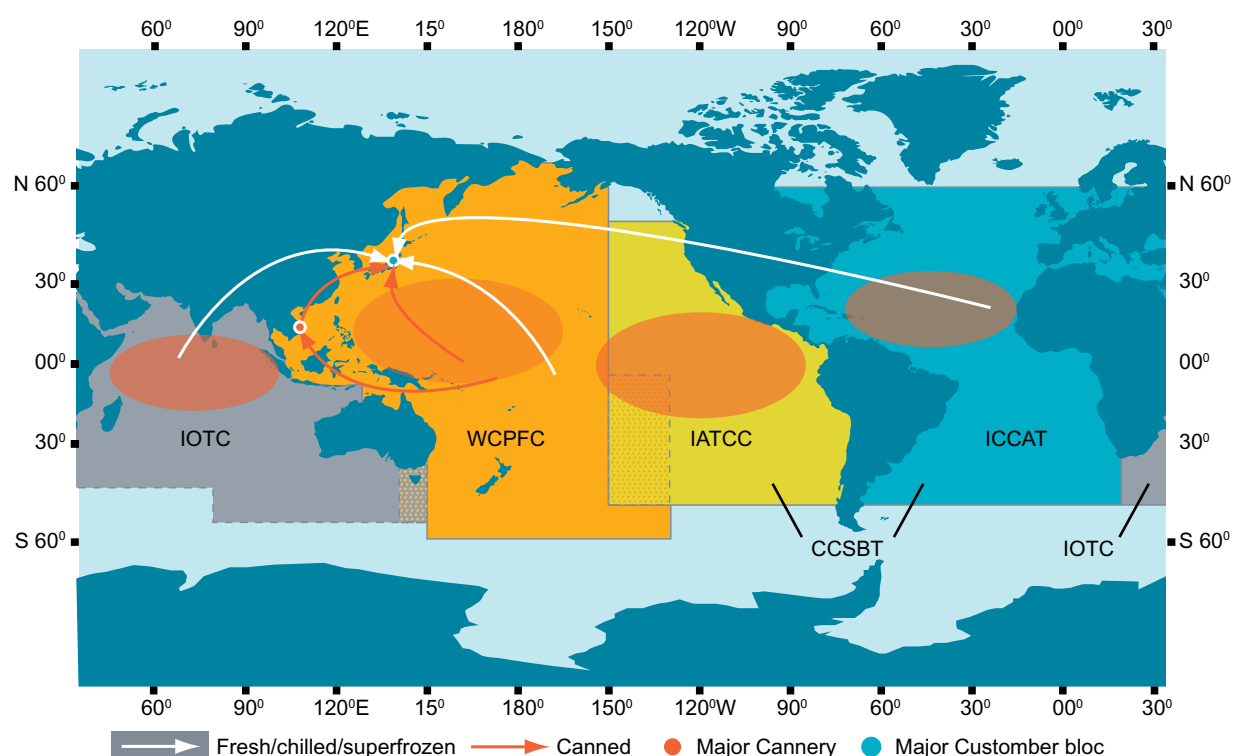 60⁰ 90⁰ 120⁰E 15⁰ 180⁰ 150⁰ 120⁰W 90⁰ 60⁰ 30⁰ 00⁰ 30⁰
N 60⁰ N 60⁰
30⁰ 30⁰
00⁰ 00⁰
30⁰ IOTC WCPFC IATCC ICCAT 30⁰
S 60⁰ CCSBT IOTC S 60⁰
60⁰ 90⁰ 120⁰E 15⁰ 180⁰ 150⁰ 120⁰W 90⁰ 60⁰ 30⁰ 00⁰ 30⁰
Fresh/chilled/superfrozen Canned Major Cannery Major Customber bloc